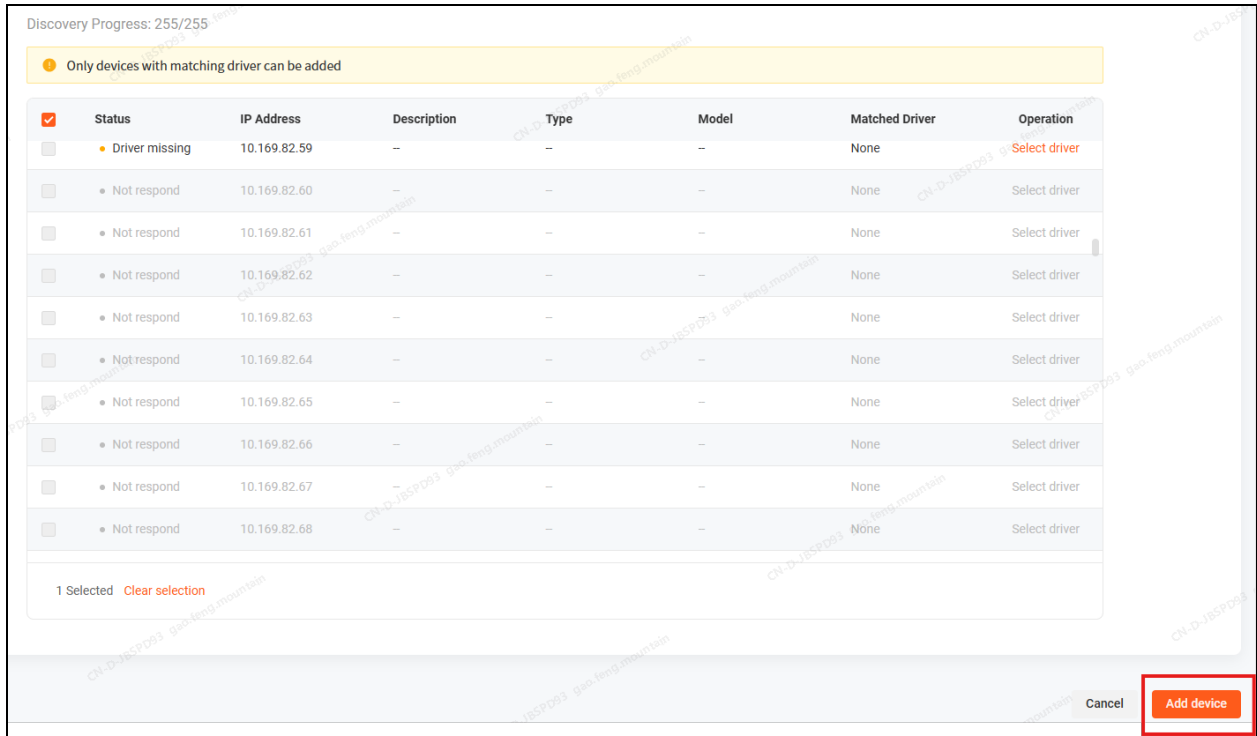 Discovery Progress: 255/255
Only devices with matching driver can be added
Status IP Address Description Type Model Matched Driver Operation
Driver missing 10.169.82.59 -- -- -- None Select driver
Not respond 10.169.82.60 -- -- -- None Select driver
Not respond 10.169.82.61 -- -- -- None Select driver
Not respond 10.169.82.62 -- -- -- None Select driver
Not respond 10.169.82.63 -- -- -- None Select driver
Not respond 10.169.82.64 -- -- -- None Select driver
Not respond 10.169.82.65 -- -- -- None Select driver
Not respond 10.169.82.66 -- -- -- None Select driver
Not respond 10.169.82.67 -- -- -- None Select driver
Not respond 10.169.82.68 -- -- -- None Select driver
1 Selected Clear selection
Cancel Add device
CN-D-JBSPD93 gao.feng.mountain